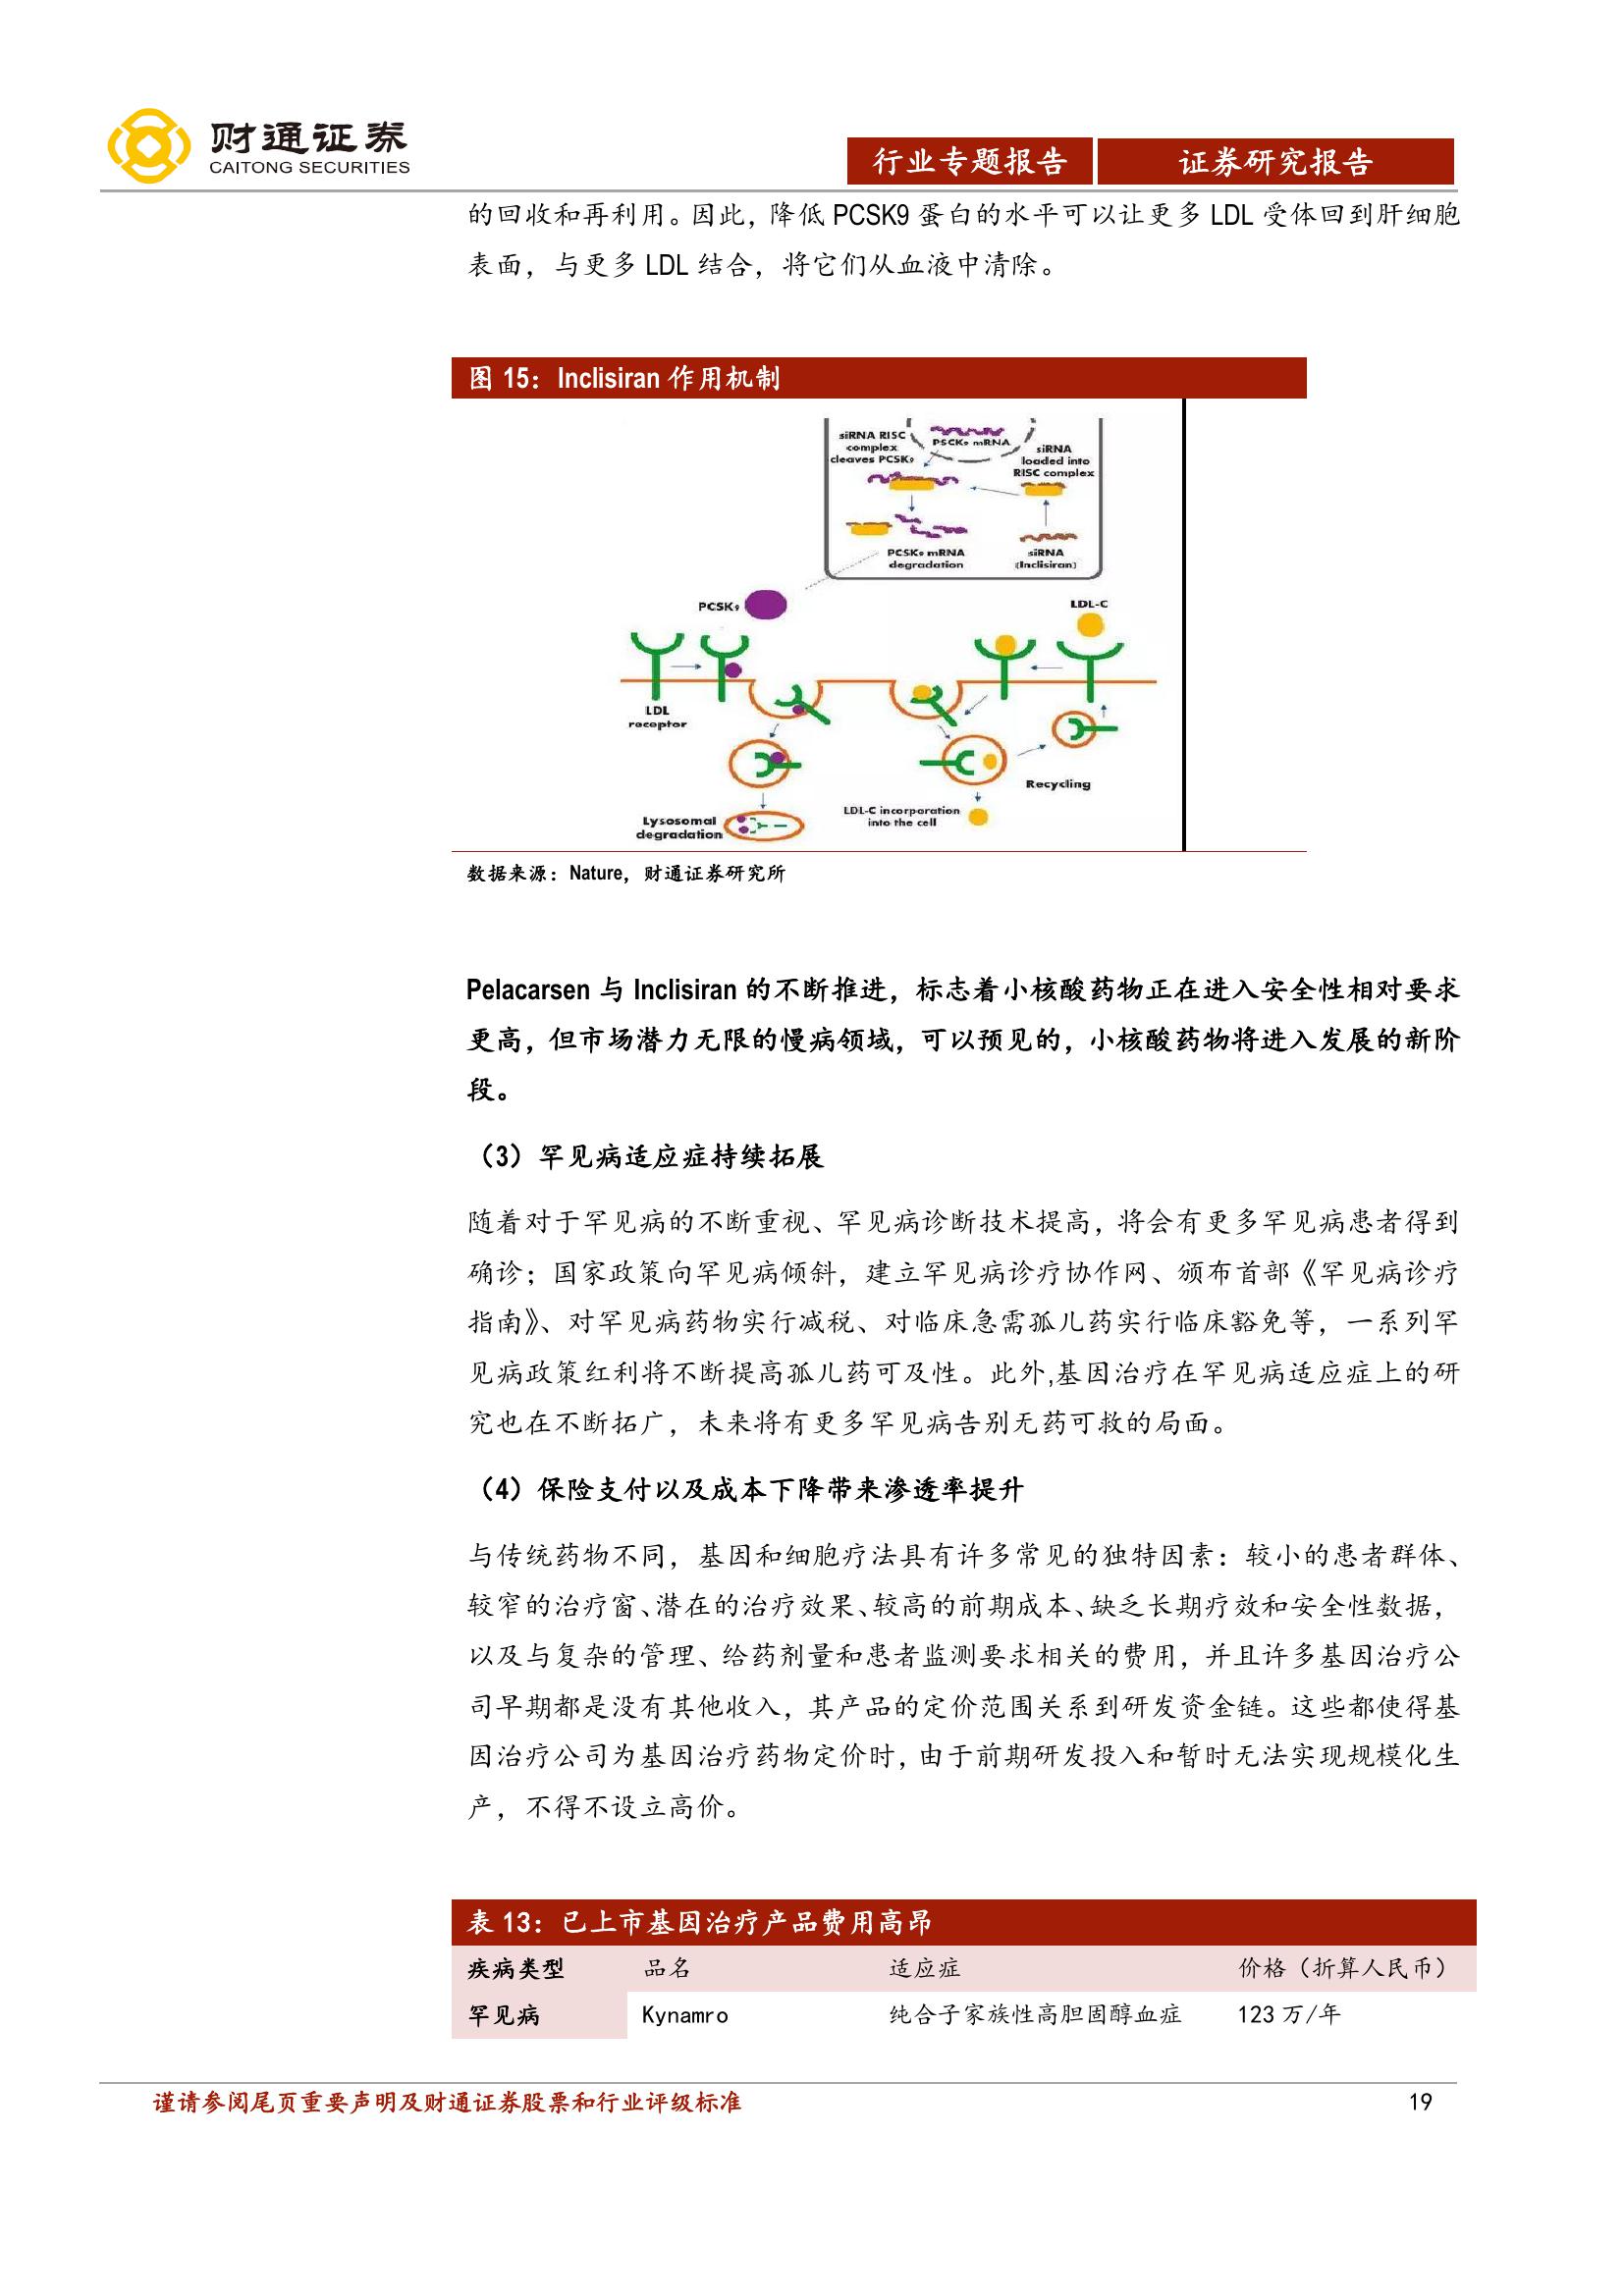 财通证券
CAITONG SECURITIES
行业专题报告 证券研究报告
的回收和再利用。因此，降低 PCSK9 蛋白的水平可以让更多 LDL 受体回到肝细胞
表面，与更多 LDL 结合，将它们从血液中清除。
图 15：Inclisiran 作用机制
siRNA RISC
complex
cleaves PCSK9
PSCK9 mRNA
siRNA
loaded into
RISC complex
PCSK9 mRNA
degradation
siRNA
(Inclisiran)
PCSK9
LDL-C
LDL
receptor
Recycling
Lysosomal
degradation
LDL-C incorporation
into the cell
数据来源：Nature，财通证券研究所
Pelacarsen 与 Inclisiran 的不断推进，标志着小核酸药物正在进入安全性相对要求
更高，但市场潜力无限的慢病领域，可以预见的，小核酸药物将进入发展的新阶
段。
（3）罕见病适应症持续拓展
随着对于罕见病的不断重视、罕见病诊断技术提高，将会有更多罕见病患者得到
确诊；国家政策向罕见病倾斜，建立罕见病诊疗协作网、颁布首部《罕见病诊疗
指南》、对罕见病药物实行减税、对临床急需孤儿药实行临床豁免等，一系列罕
见病政策红利将不断提高孤儿药可及性。此外,基因治疗在罕见病适应症上的研
究也在不断拓广，未来将有更多罕见病告别无药可救的局面。
（4）保险支付以及成本下降带来渗透率提升
与传统药物不同，基因和细胞疗法具有许多常见的独特因素：较小的患者群体、
较窄的治疗窗、潜在的治疗效果、较高的前期成本、缺乏长期疗效和安全性数据，
以及与复杂的管理、给药剂量和患者监测要求相关的费用，并且许多基因治疗公
司早期都是没有其他收入，其产品的定价范围关系到研发资金链。这些都使得基
因治疗公司为基因治疗药物定价时，由于前期研发投入和暂时无法实现规模化生
产，不得不设立高价。
表 13：已上市基因治疗产品费用高昂
疾病类型 品名 适应症 价格（折算人民币）
罕见病 Kynamro 纯合子家族性高胆固醇血症 123 万/年
谨请参阅尾页重要声明及财通证券股票和行业评级标准 19